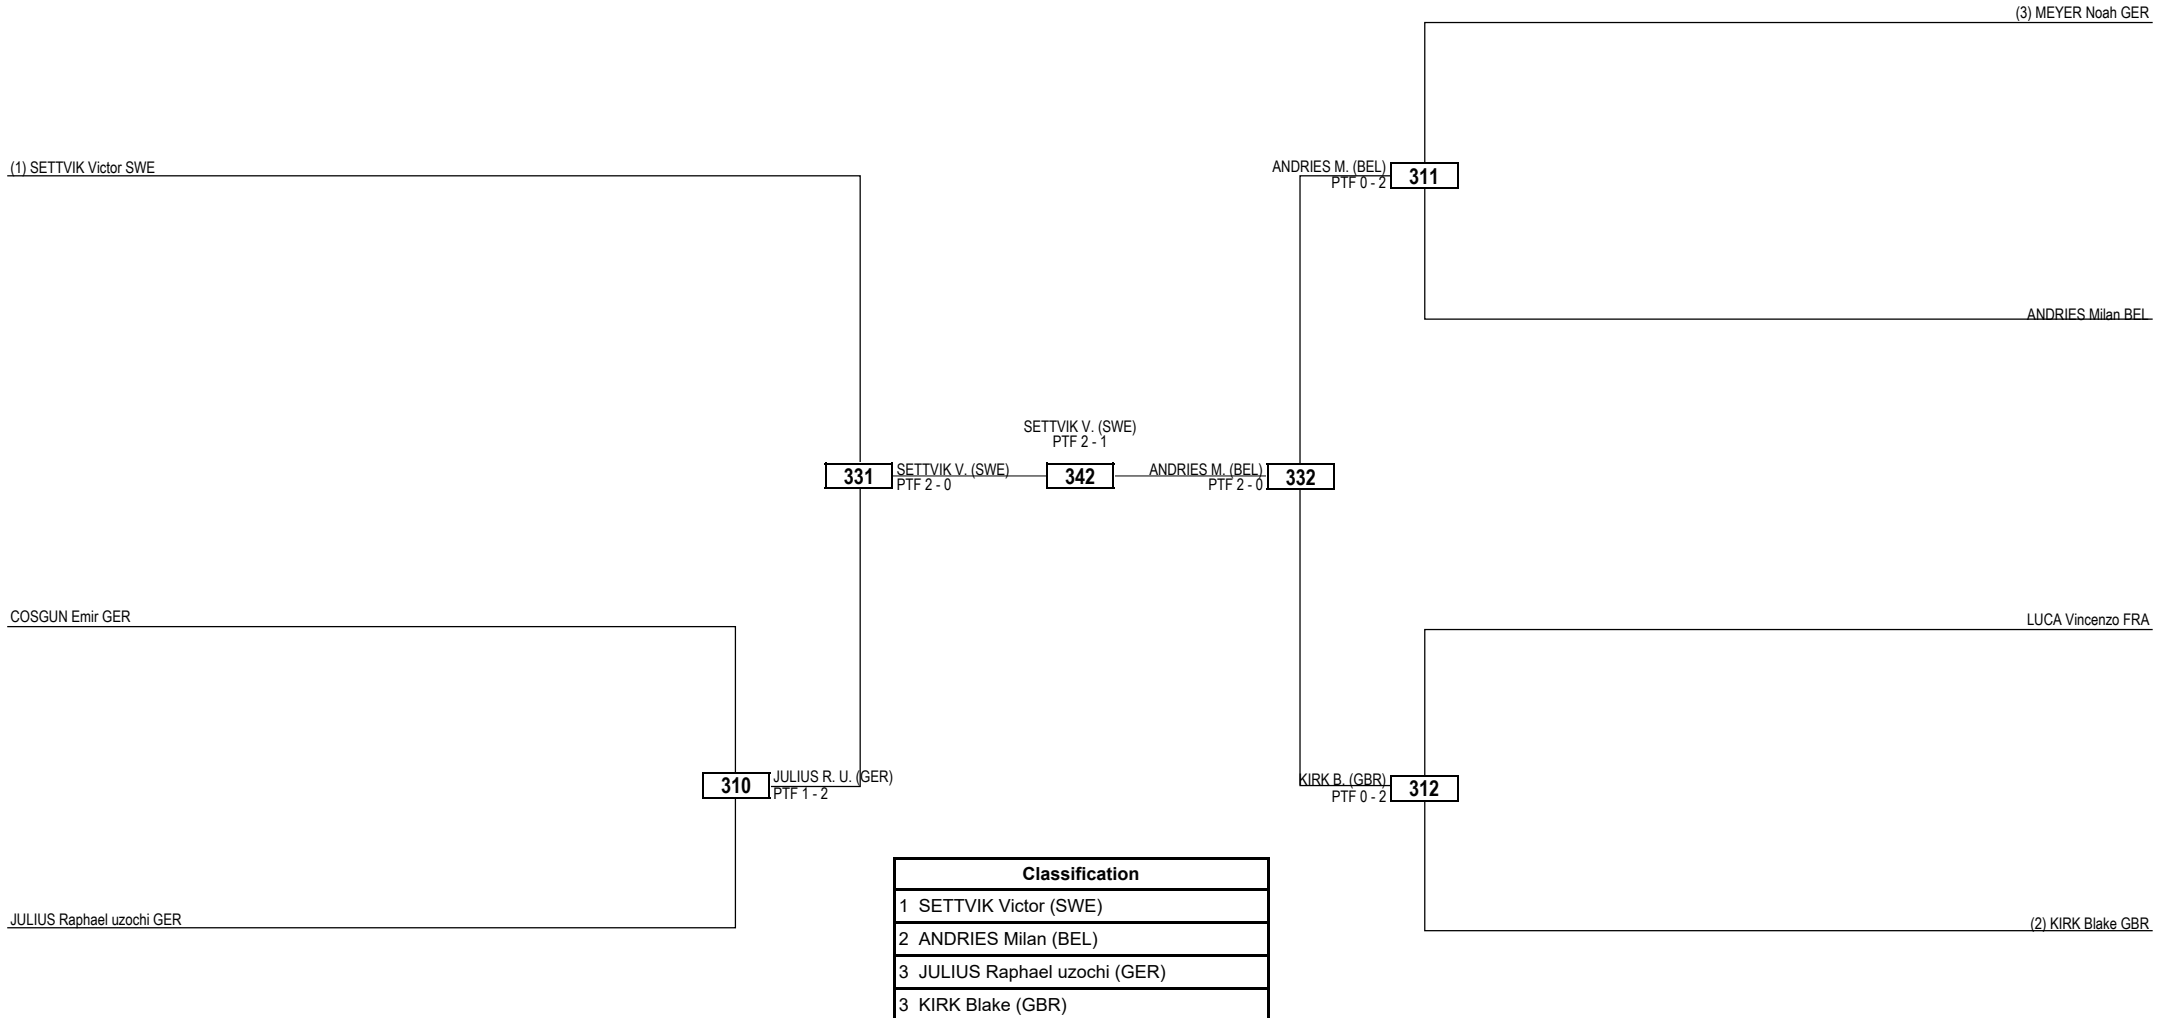 (3) MEYER Noah GER
(1) SETTVIK Victor SWE
ANDRIES M. (BEL)
PTF 0 - 2
311
ANDRIES Milan BEL
SETTVIK V. (SWE)
PTF 2 - 1
331
SETTVIK V. (SWE)
PTF 2 - 0
342
ANDRIES M. (BEL)
PTF 2 - 0
332
COSGUN Emir GER
LUCA Vincenzo FRA
310
JULIUS R. U. (GER)
PTF 1 - 2
KIRK B. (GBR)
PTF 0 - 2
312
JULIUS Raphael uzochi GER
(2) KIRK Blake GBR
Classification
1 SETTVIK Victor (SWE)
2 ANDRIES Milan (BEL)
3 JULIUS Raphael uzochi (GER)
3 KIRK Blake (GBR)